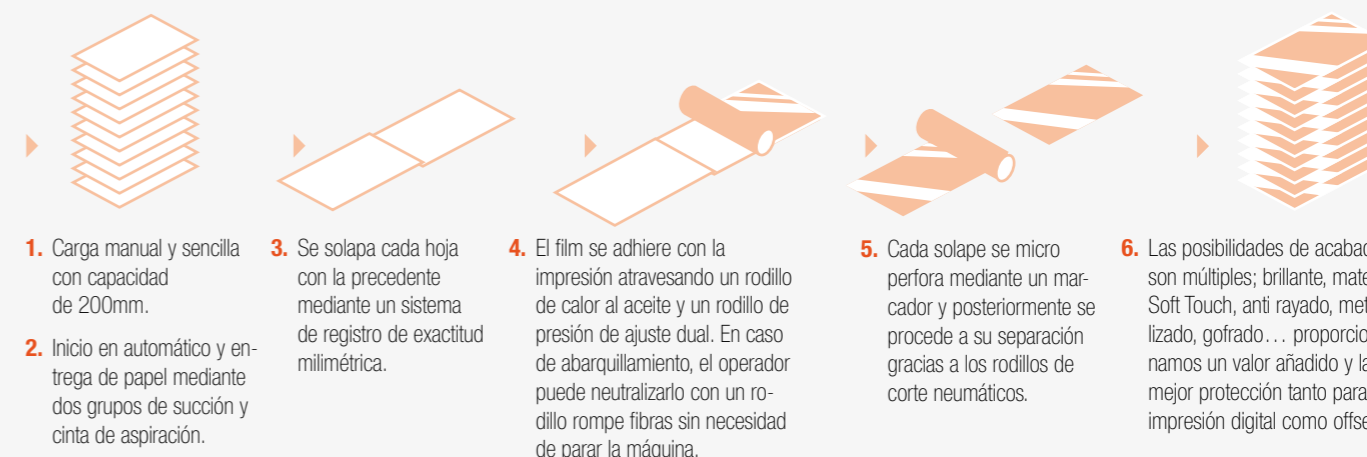 1. Carga manual y sencilla
con capacidad
de 200mm.
2. Inicio en automático y en-
trega de papel mediante
dos grupos de succión y
cinta de aspiración.
3. Se solapa cada hoja
con la precedente
mediante un sistema
de registro de exactitud
milimétrica.
4. El film se adhiere con la
impresión atravesando un rodillo
de calor al aceite y un rodillo de
presión de ajuste dual. En caso
de abarquillamiento, el operador
puede neutralizarlo con un ro-
dillo rompe fibras sin necesidad
de parar la máquina.
5. Cada solape se micro
perfora mediante un mar-
cador y posteriormente se
procede a su separación
gracias a los rodillos de
corte neumáticos.
6. Las posibilidades de
son múltiples; brillante, mate
Soft Touch, anti rayado,
lizado, gofrado...
namos un valor añadido y
mejor protección tanto para
impresión digital como